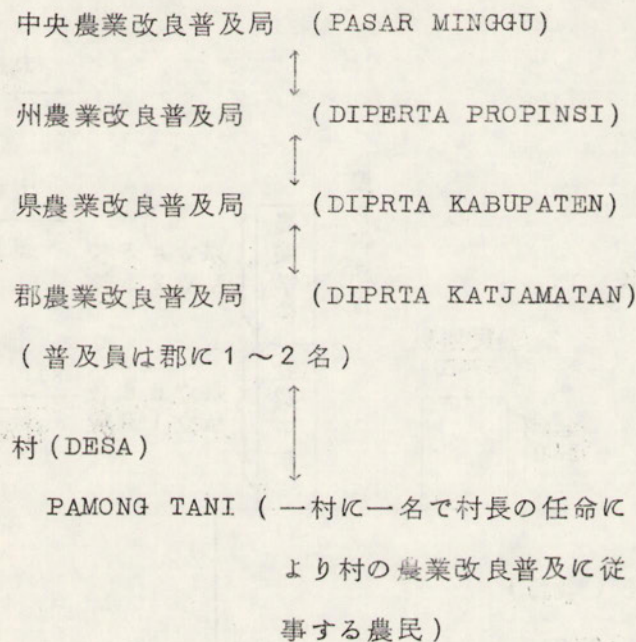 中央農業改良普及局 (PASAR MINGGU)
州農業改良普及局 (DIPERTA PROPINSI)
県農業改良普及局 (DIPRTA KABUPATEN)
郡農業改良普及局 (DIPRTA KATJAMATAN)
(普及員は郡に1〜2名)
村(DESA)
PAMONG TANI (一村に一名で村長の任命に
より村の農業改良普及に従
事する農民)